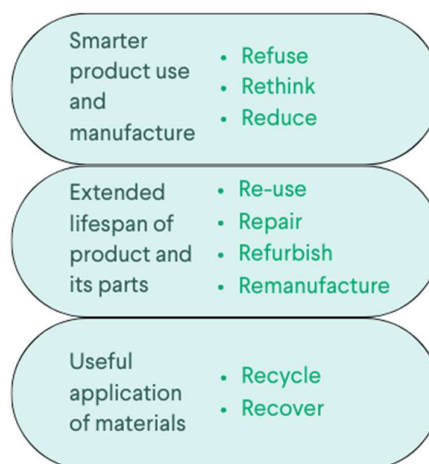 Smarter
product use
and
manufacture
• Refuse
• Rethink
• Reduce
Extended
lifespan of
product and
its parts
• Re-use
• Repair
• Refurbish
• Remanufacture
Useful
application
of materials
• Recycle
• Recover